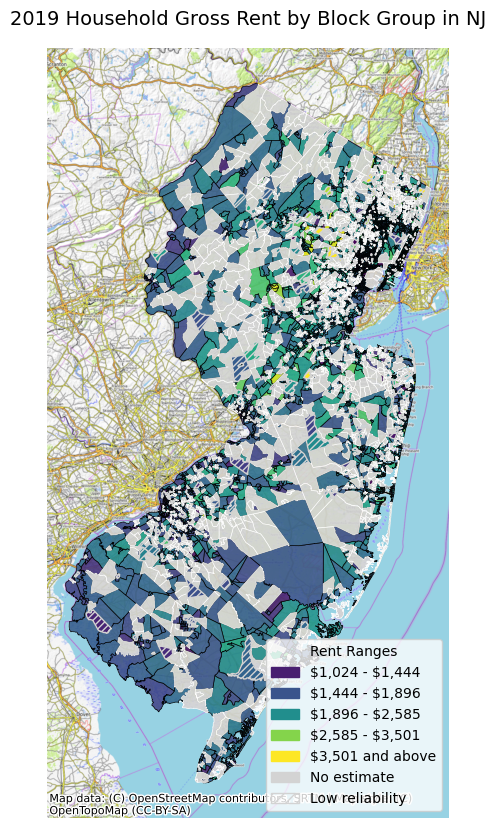 2019 Household Gross Rent by Block Group in NJ
Rent Ranges
$1,024 - $1,444
$1,444 - $1,896
$1,896 - $2,585
$2,585 - $3,501
$3,501 and above
No estimate
Low reliability
Map data: (C) OpenStreetMap contributors
OpenTopoMap (CC-BY-SA)